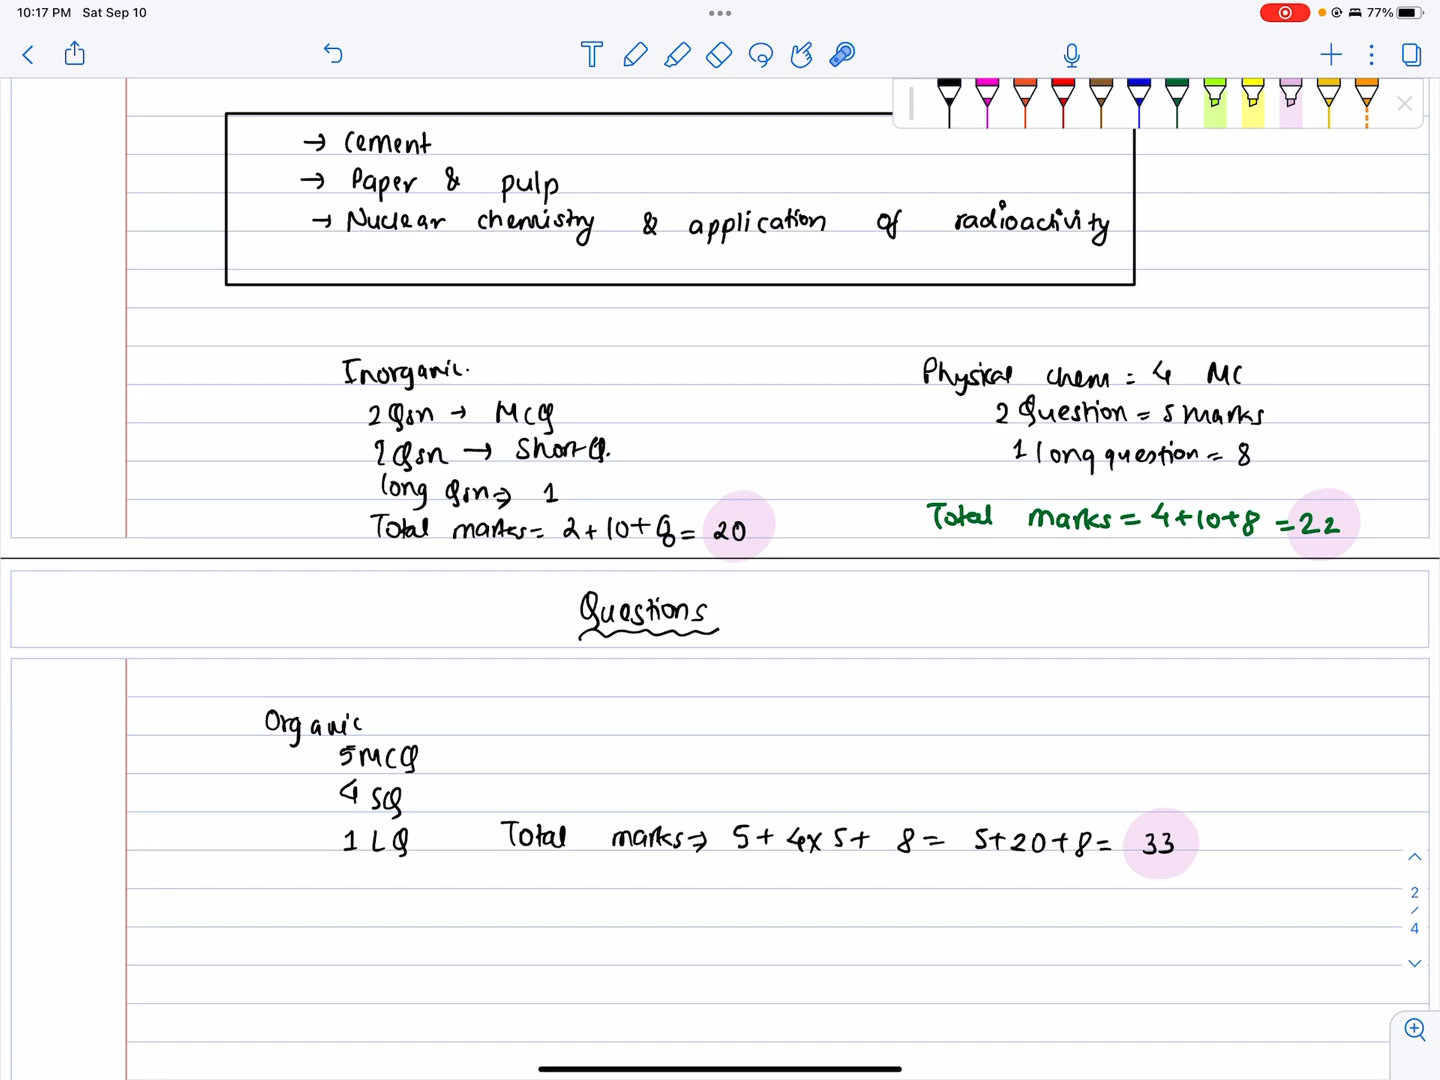 10:17 PM Sat Sep 10
77%
→ Cement
→ Paper & pulp
→ Nuclear chemistry & application of radioactivity
Inorganic.
2 Qsn → MCQ
2 Qsn → Short Q.
long Qsn ⇒ 1
Total marks = 2 + 10 + 8 = 20
Physical chem = 4 MC
2 Question = 5 marks
1 long question = 8
Total marks = 4+10+8 = 22
Questions
Organic
5 MCQ
4 SQ
1 LQ Total marks ⇒ 5 + 4x 5 + 8 = 5+20+8 = 33
2
/
4